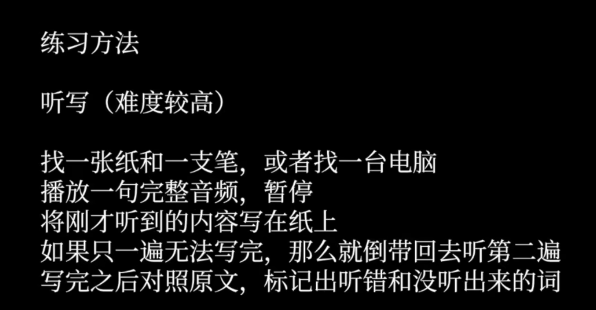 练习方法
听写（难度较高）
找一张纸和一支笔，或者找一台电脑
播放一句完整音频，暂停
将刚才听到的内容写在纸上
如果只一遍无法写完，那么就倒带回去听第二遍
写完之后对照原文，标记出听错和没听出来的词